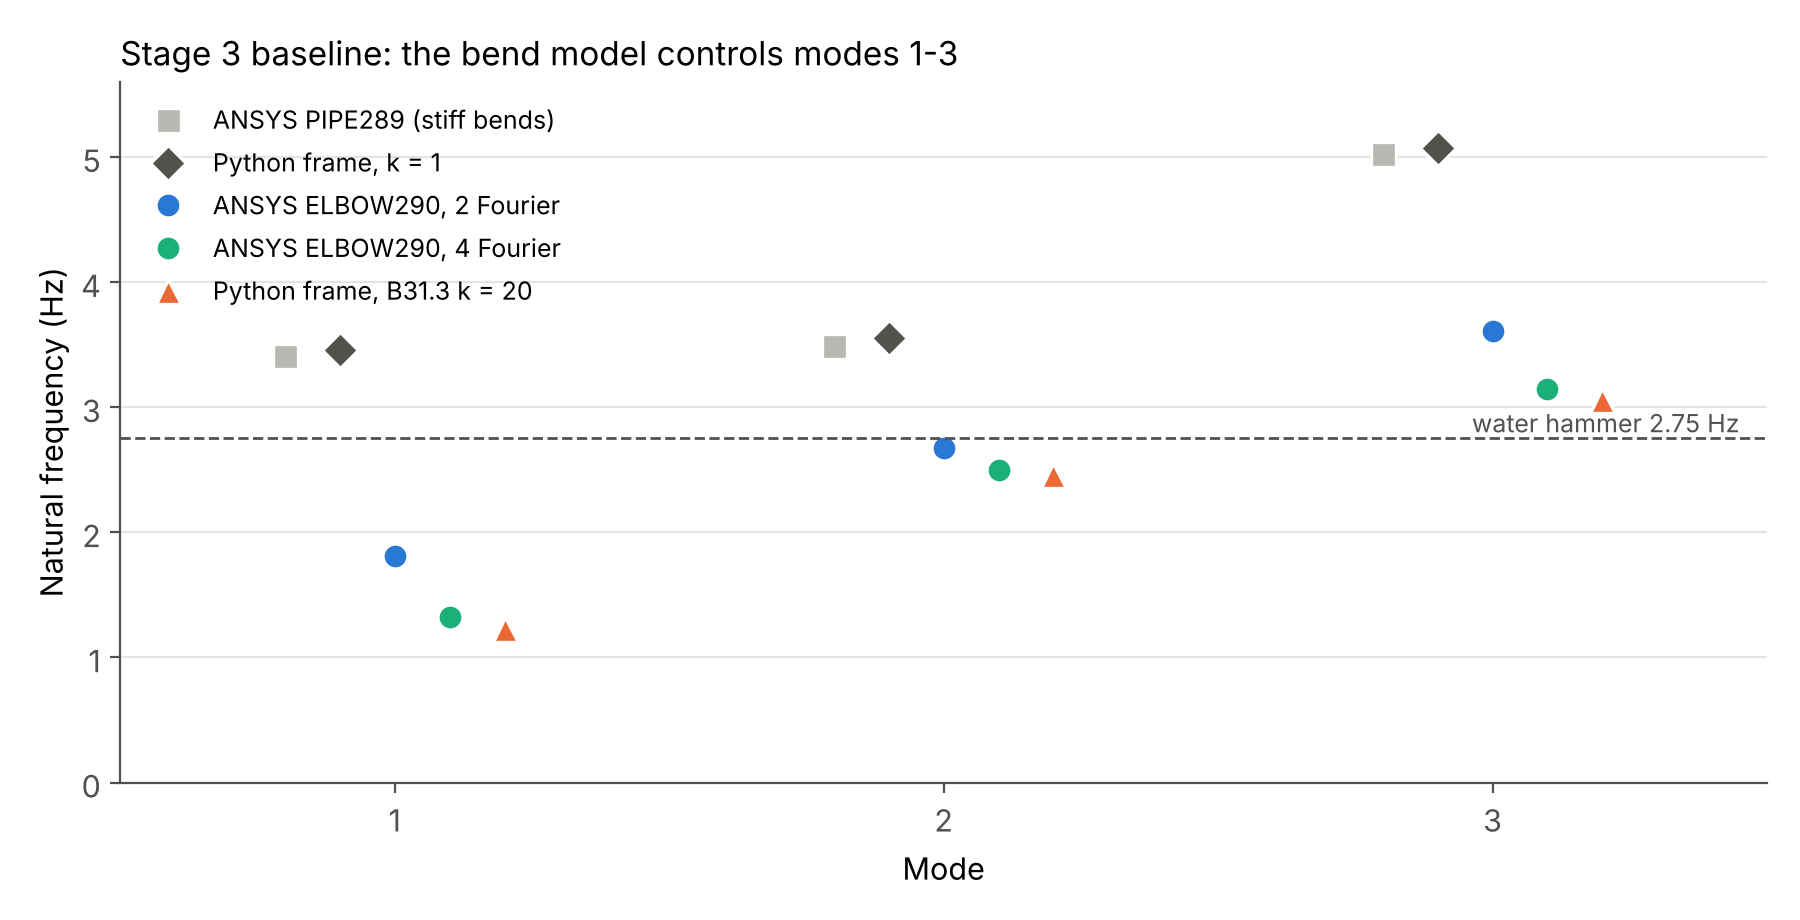 Stage 3 baseline: the bend model controls modes 1-3
ANSYS PIPE289 (stiff bends)
Python frame, k = 1
ANSYS ELBOW290, 2 Fourier
ANSYS ELBOW290, 4 Fourier
Python frame, B31.3 k = 20
Natural frequency (Hz)
5
4
3
2
1
0
water hammer 2.75 Hz
1 2 3
Mode